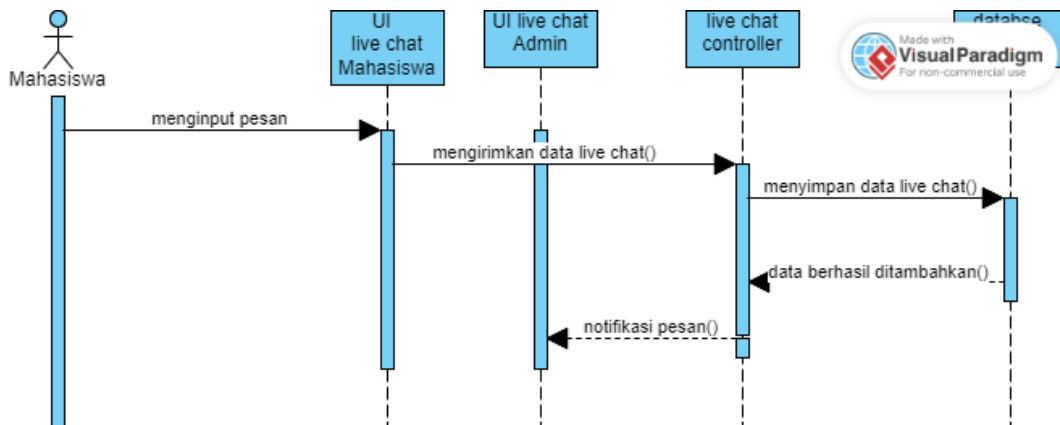 UI
live chat
Mahasiswa
UI live chat
Admin
live chat
controller
databse
Made with
Visual Paradigm
For non-commercial use
Mahasiswa
menginput pesan
mengirimkan data live chat()
menyimpan data live chat()
data berhasil ditambahkan()
notifikasi pesan()